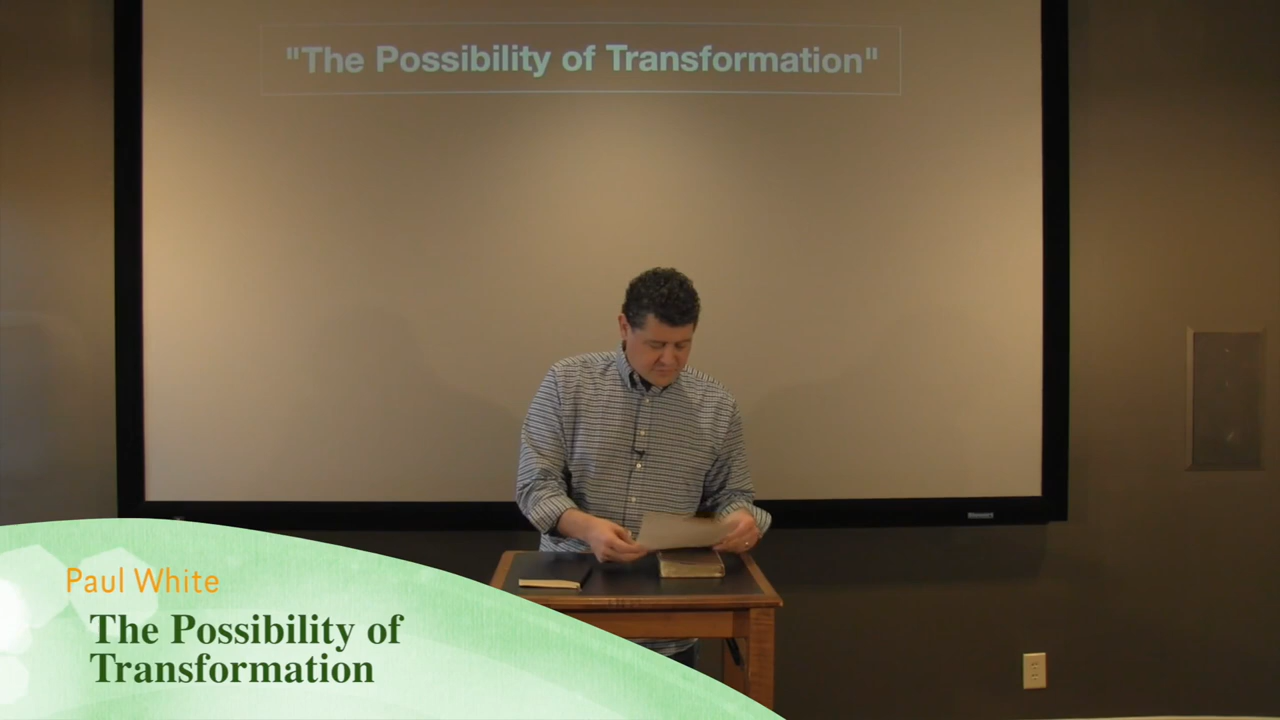 "The Possibility of Transformation"
Paul White
The Possibility of
Transformation